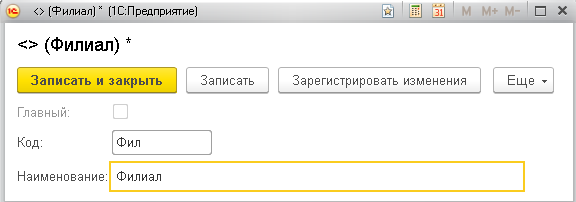 <> (Филиал) * (1С:Предприятие)
M M+ M-
<> (Филиал) *
Записать и закрыть Записать Зарегистрировать изменения Еще
Главный:
Код: Фил
Наименование: Филиал